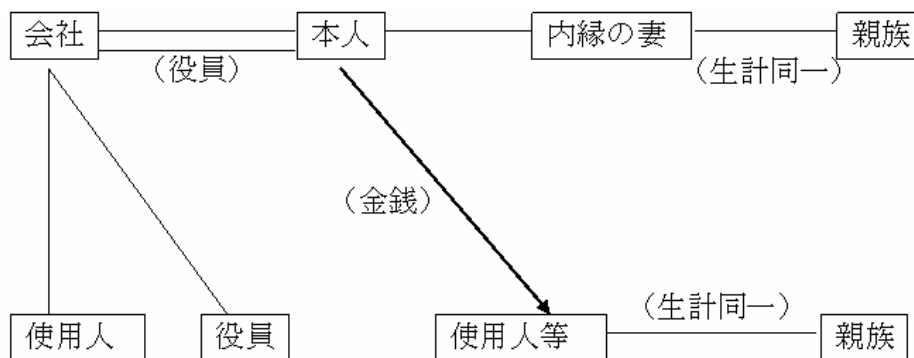 会社
本人
内縁の妻
親族
（役員）
（生計同一）
（金銭）
（生計同一）
使用人
役員
使用人等
親族